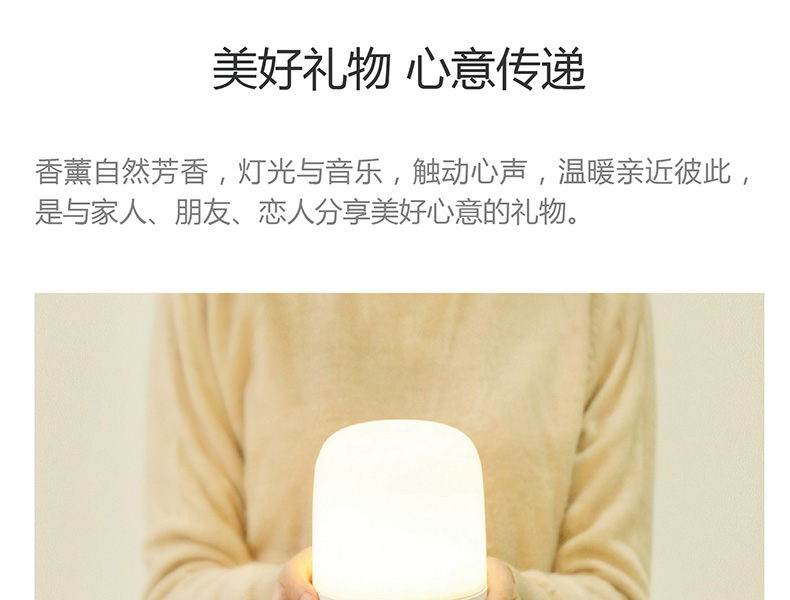 美好礼物 心意传递
香薰自然芳香，灯光与音乐，触动心声，温暖亲近彼此，
是与家人、朋友、恋人分享美好心意的礼物。